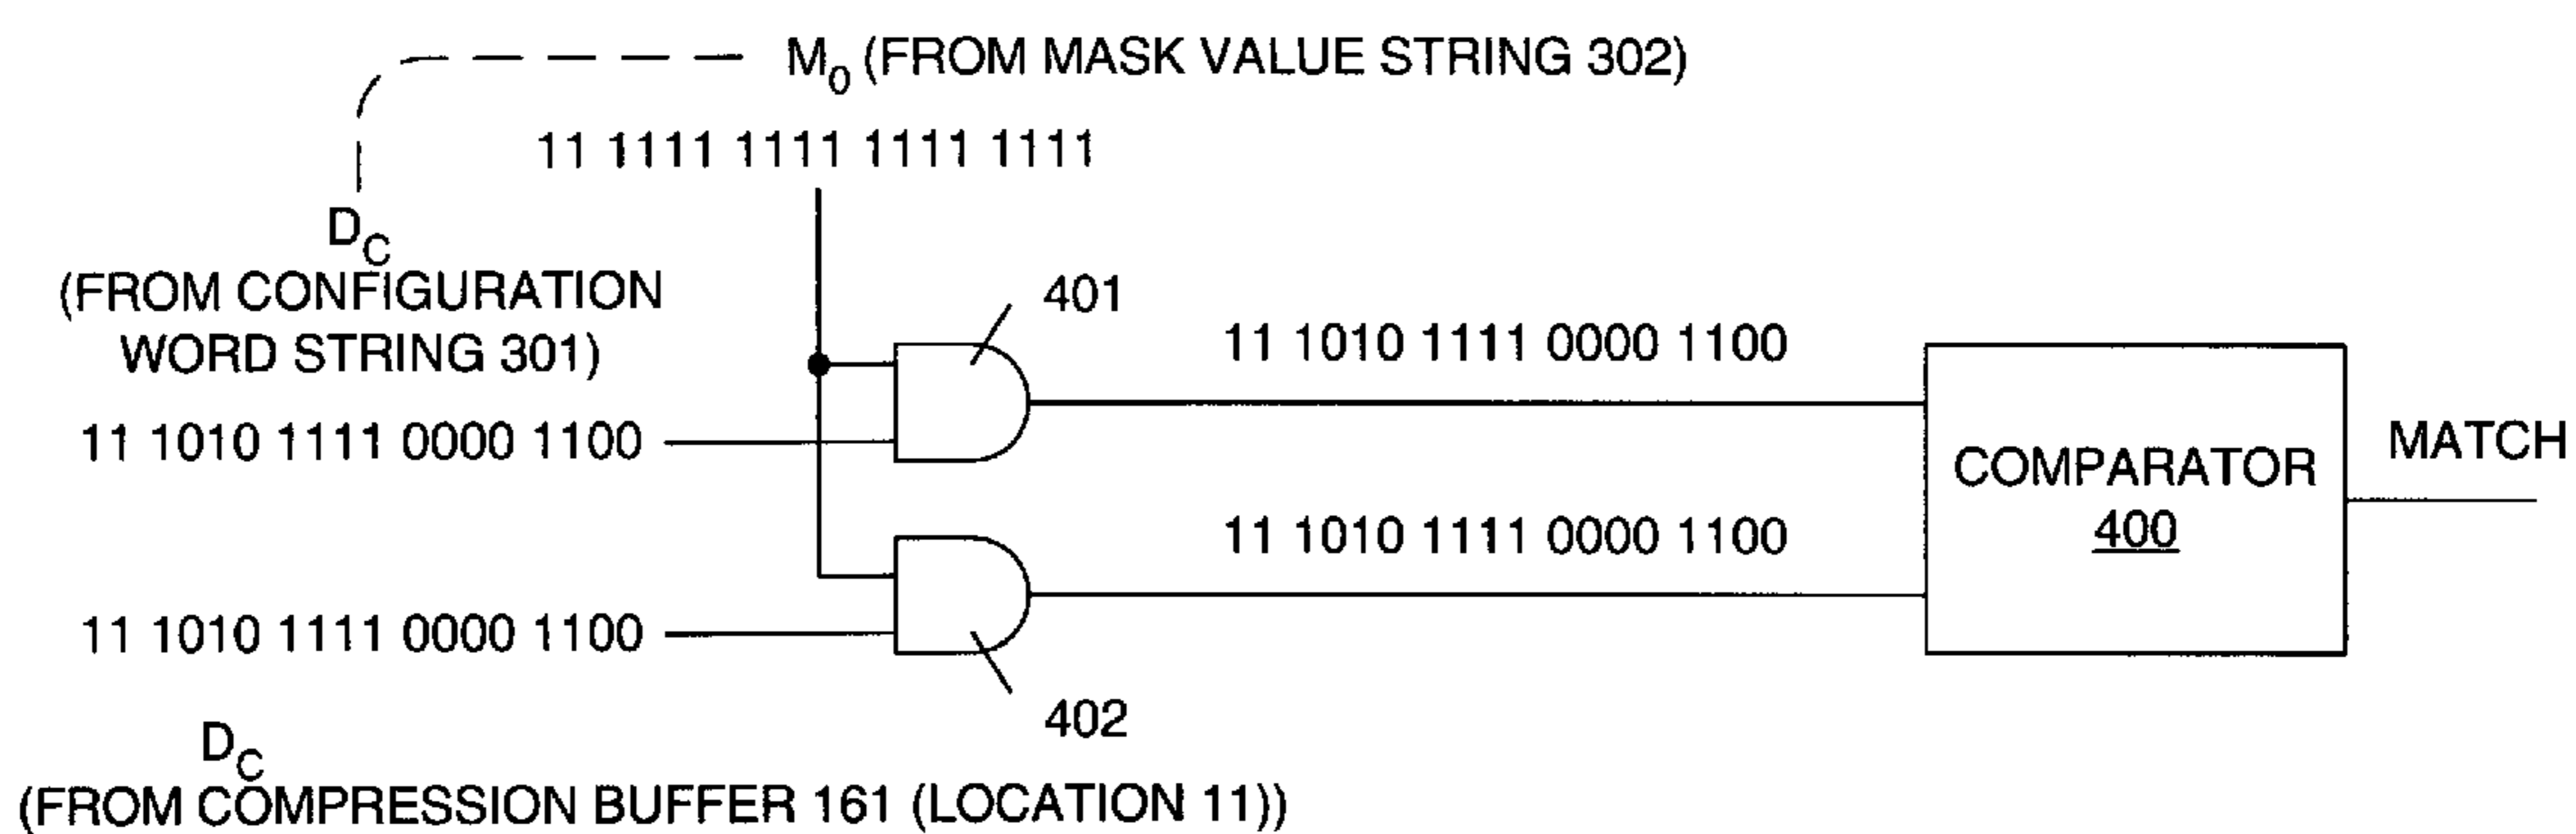 M0 (FROM MASK VALUE STRING 302)
11 1111 1111 1111 1111
DC
(FROM CONFIGURATION
WORD STRING 301)
401
11 1010 1111 0000 1100
11 1010 1111 0000 1100
COMPARATOR
400
MATCH
11 1010 1111 0000 1100
11 1010 1111 0000 1100
402
DC
(FROM COMPRESSION BUFFER 161 (LOCATION 11))